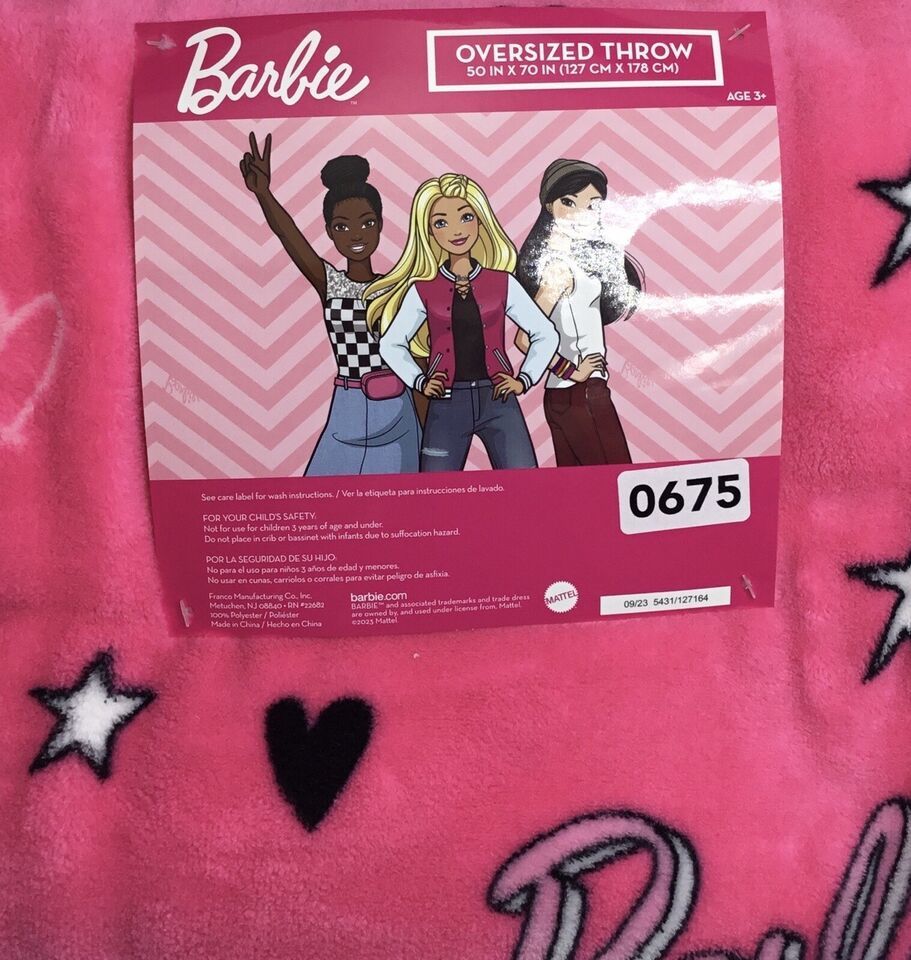 Barbie™
OVERSIZED THROW
50 IN X 70 IN (127 CM X 178 CM)
AGE 3+
See care label for wash instructions. / Ver la etiqueta para instrucciones de lavado.
0675
FOR YOUR CHILD'S SAFETY:
Not for use for children 3 years of age and under.
Do not place in crib or bassinet with infants due to suffocation hazard.
POR LA SEGURIDAD DE SU HIJO:
No para el uso para niños 3 años de edad y menores.
No usar en cunas, carriolos o corrales para evitar peligro de asfixia.
Franco Manufacturing Co., Inc.
Metuchen, NJ 08840 • RN #22682
100% Polyester / Poliéster
Made in China / Hecho en China
barbie.com
BARBIE™ and associated trademarks and trade dress
are owned by, and used under license from, Mattel.
©2023 Mattel
MATTEL
09/23 5431/127164